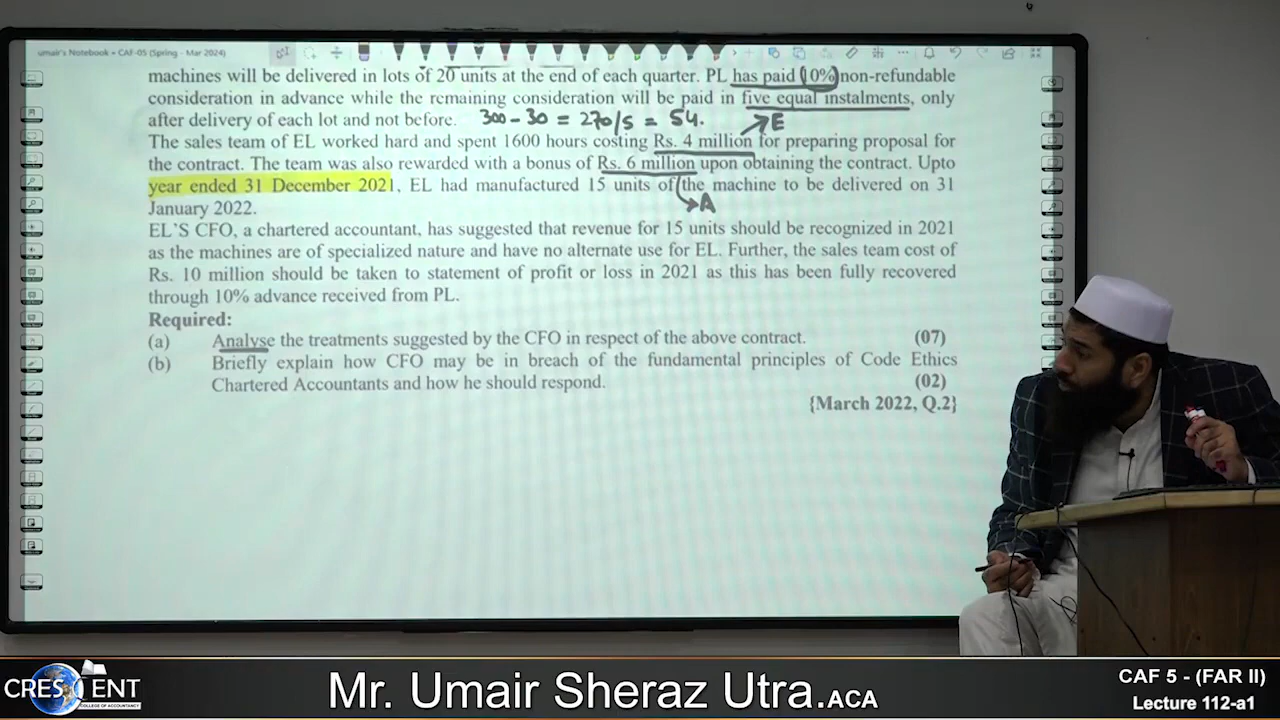 umair's Notebook » CAF-05 (Spring - Mar 2024)
machines will be delivered in lots of 20 units at the end of each quarter. PL has paid 10% non-refundable
consideration in advance while the remaining consideration will be paid in five equal instalments, only
after delivery of each lot and not before. 300 - 30 = 270/5 = 54.
E
The sales team of EL worked hard and spent 1600 hours costing Rs. 4 million for preparing proposal for
the contract. The team was also rewarded with a bonus of Rs. 6 million upon obtaining the contract. Upto
year ended 31 December 2021, EL had manufactured 15 units of the machine to be delivered on 31
January 2022.
A
EL'S CFO, a chartered accountant, has suggested that revenue for 15 units should be recognized in 2021
as the machines are of specialized nature and have no alternate use for EL. Further, the sales team cost of
Rs. 10 million should be taken to statement of profit or loss in 2021 as this has been fully recovered
through 10% advance received from PL.
Required:
(a) Analyse the treatments suggested by the CFO in respect of the above contract. (07)
(b) Briefly explain how CFO may be in breach of the fundamental principles of Code Ethics
Chartered Accountants and how he should respond. (02)
{March 2022, Q.2}
CRESCENT
COLLEGE OF ACCOUNTANCY
Mr. Umair Sheraz Utra.ACA
CAF 5 - (FAR II)
Lecture 112-a1